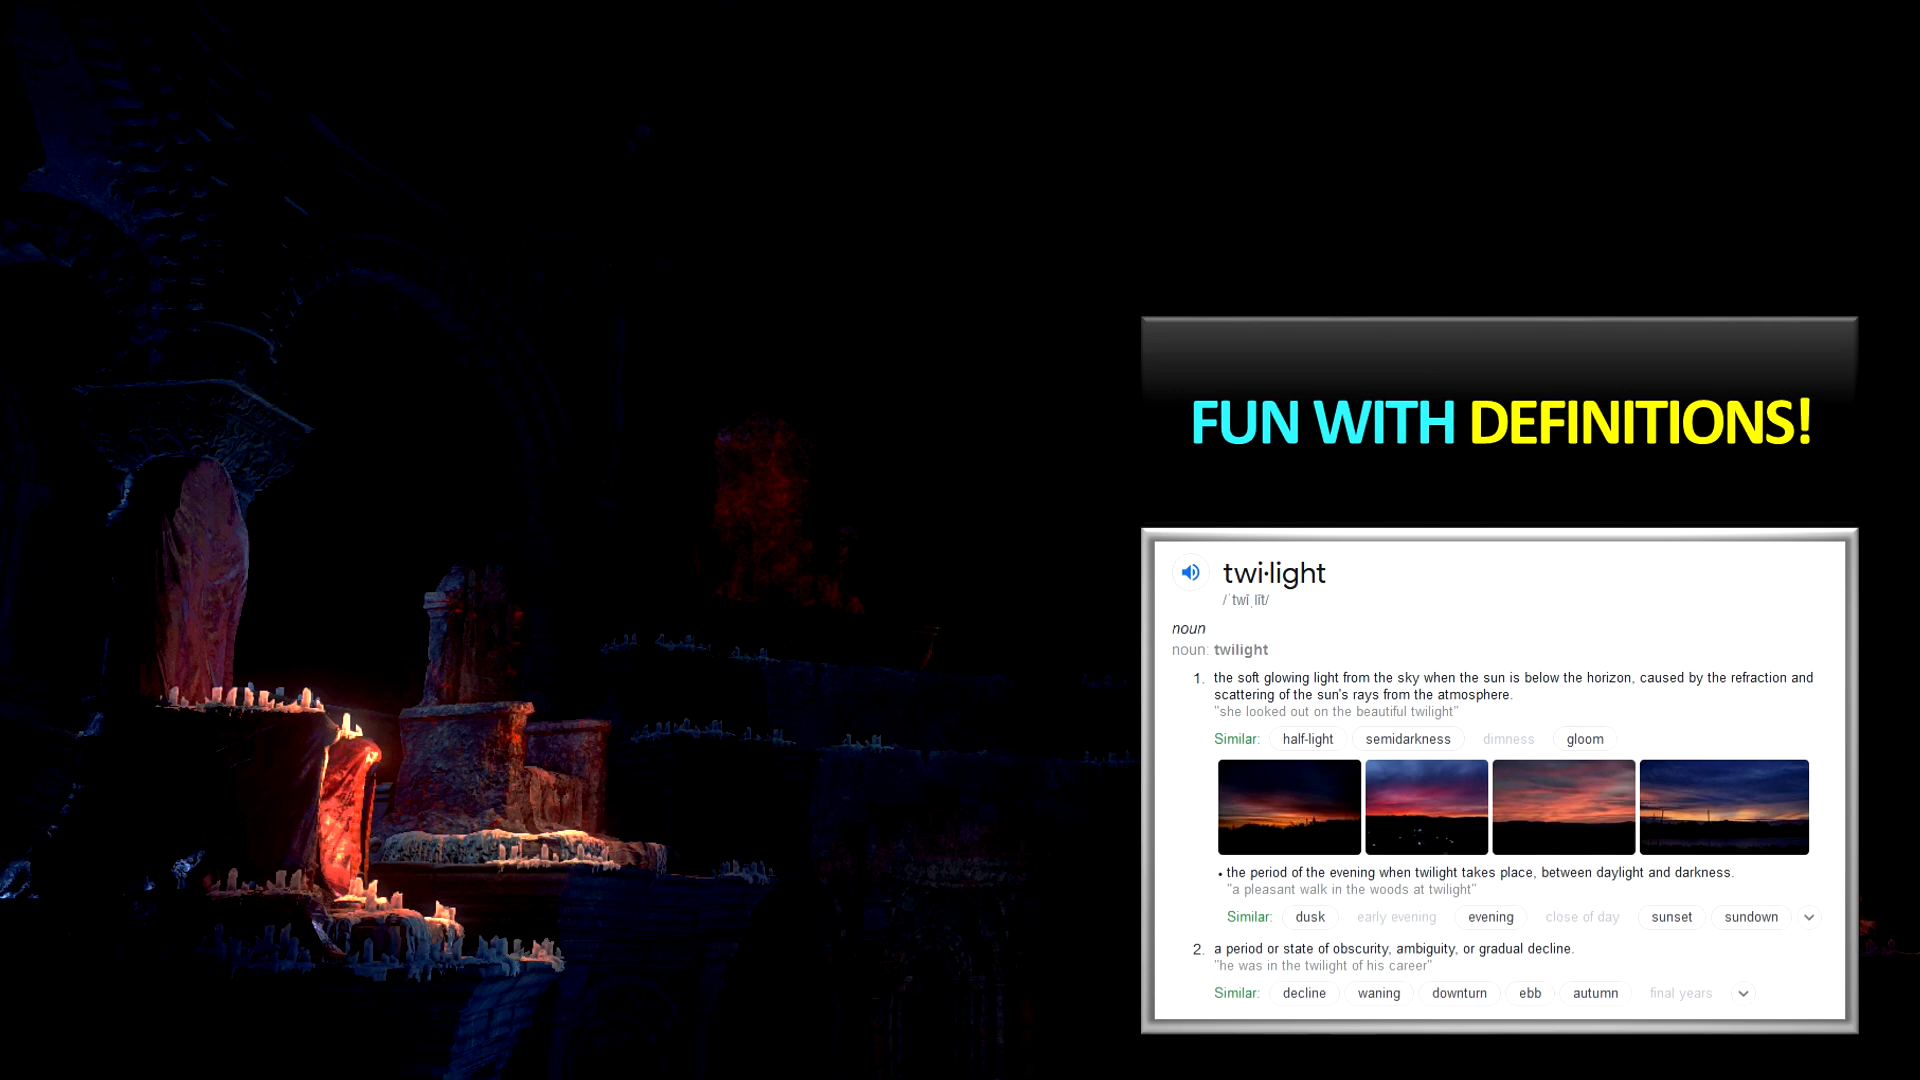 FUN WITH DEFINITIONS!
twi·light
/ˈtwīˌlīt/
noun
noun: twilight
1. the soft glowing light from the sky when the sun is below the horizon, caused by the refraction and
scattering of the sun's rays from the atmosphere.
"she looked out on the beautiful twilight"
Similar: half-light semidarkness dimness gloom
• the period of the evening when twilight takes place, between daylight and darkness.
"a pleasant walk in the woods at twilight"
Similar: dusk early evening evening close of day sunset sundown
2. a period or state of obscurity, ambiguity, or gradual decline.
"he was in the twilight of his career"
Similar: decline waning downturn ebb autumn final years